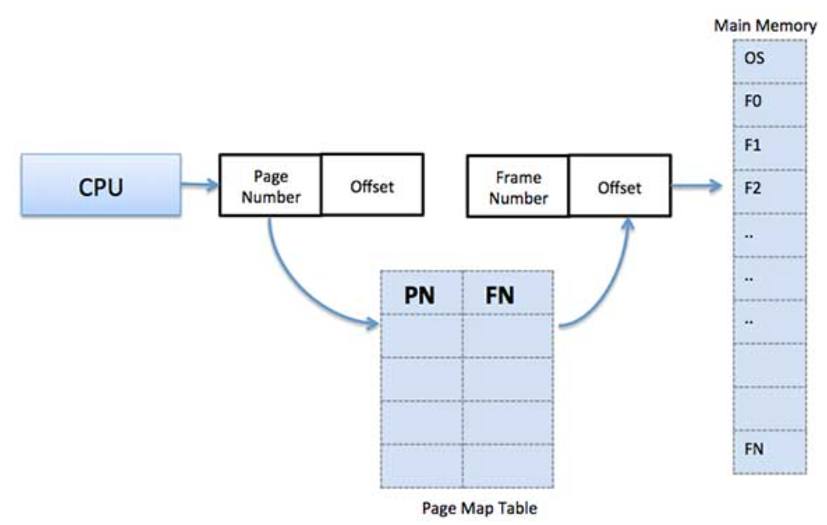 Main Memory
OS
F0
F1
F2
..
..
..
FN
CPU
Page
Number
Offset
Frame
Number
Offset
PN
FN
Page Map Table